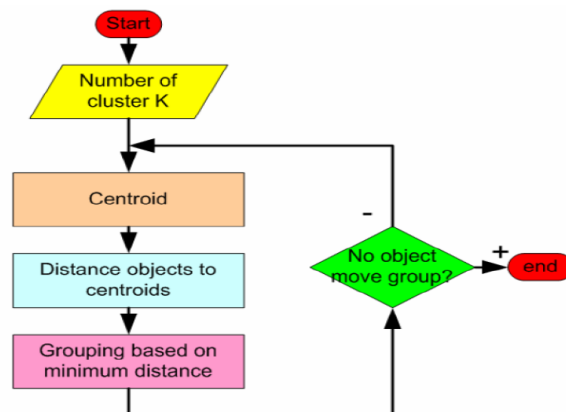 Start
Number of
cluster K
Centroid
Distance objects to
centroids
Grouping based on
minimum distance
-
No object
move group?
+
end